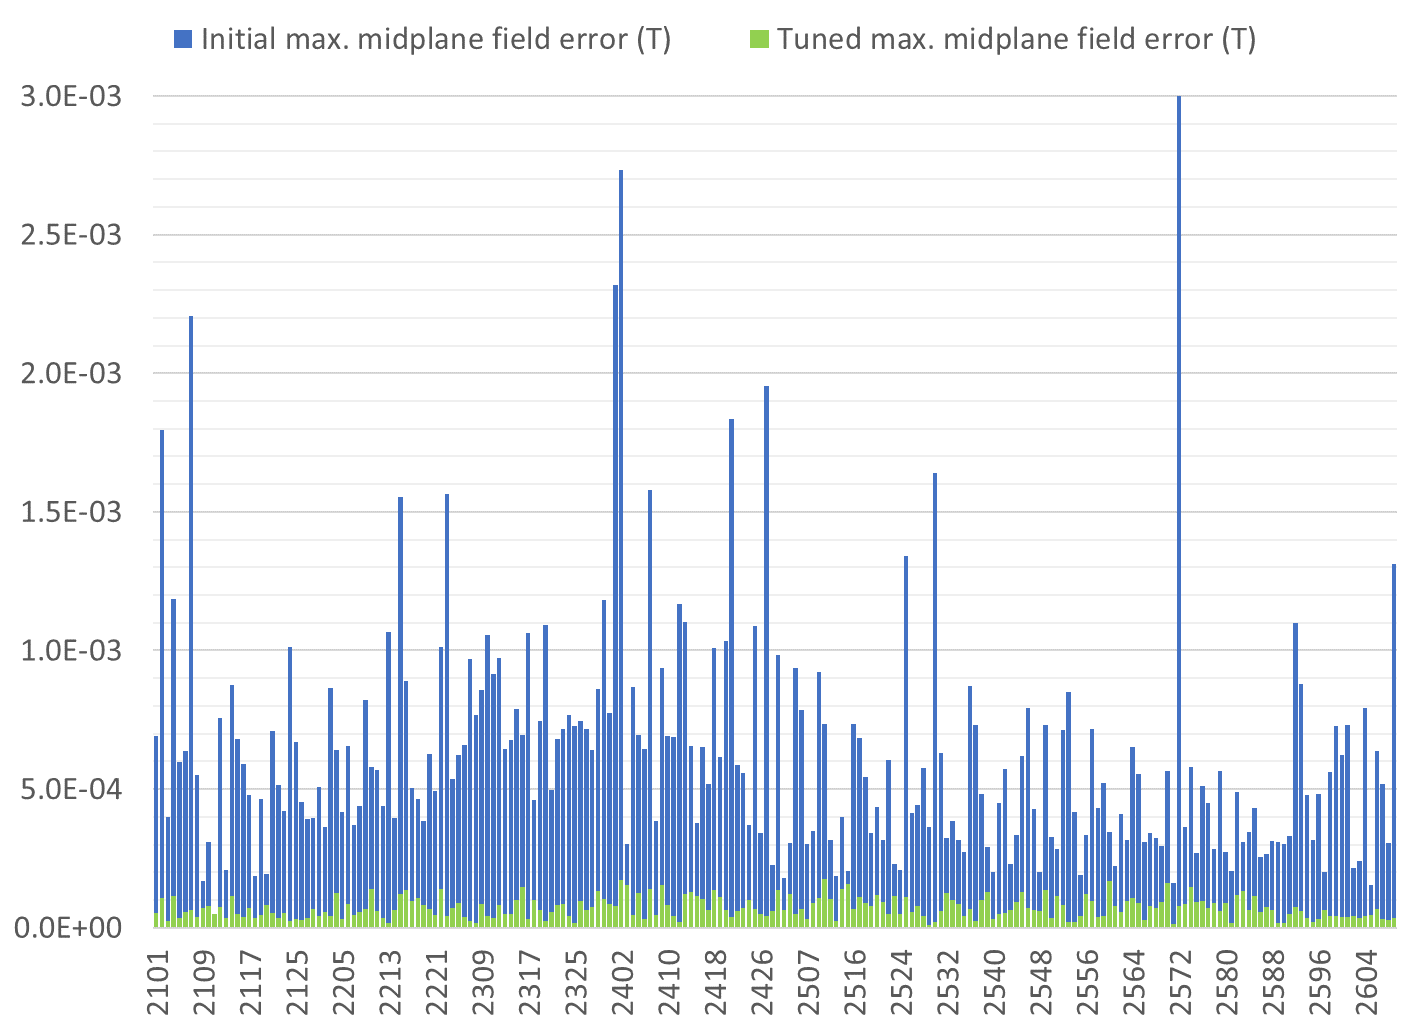 Initial max. midplane field error (T) Tuned max. midplane field error (T)
3.0E-03
2.5E-03
2.0E-03
1.5E-03
1.0E-03
5.0E-04
0.0E+00
2101 2109 2117 2125 2205 2213 2221 2309 2317 2325 2402 2410 2418 2426 2507 2516 2524 2532 2540 2548 2556 2564 2572 2580 2588 2596 2604